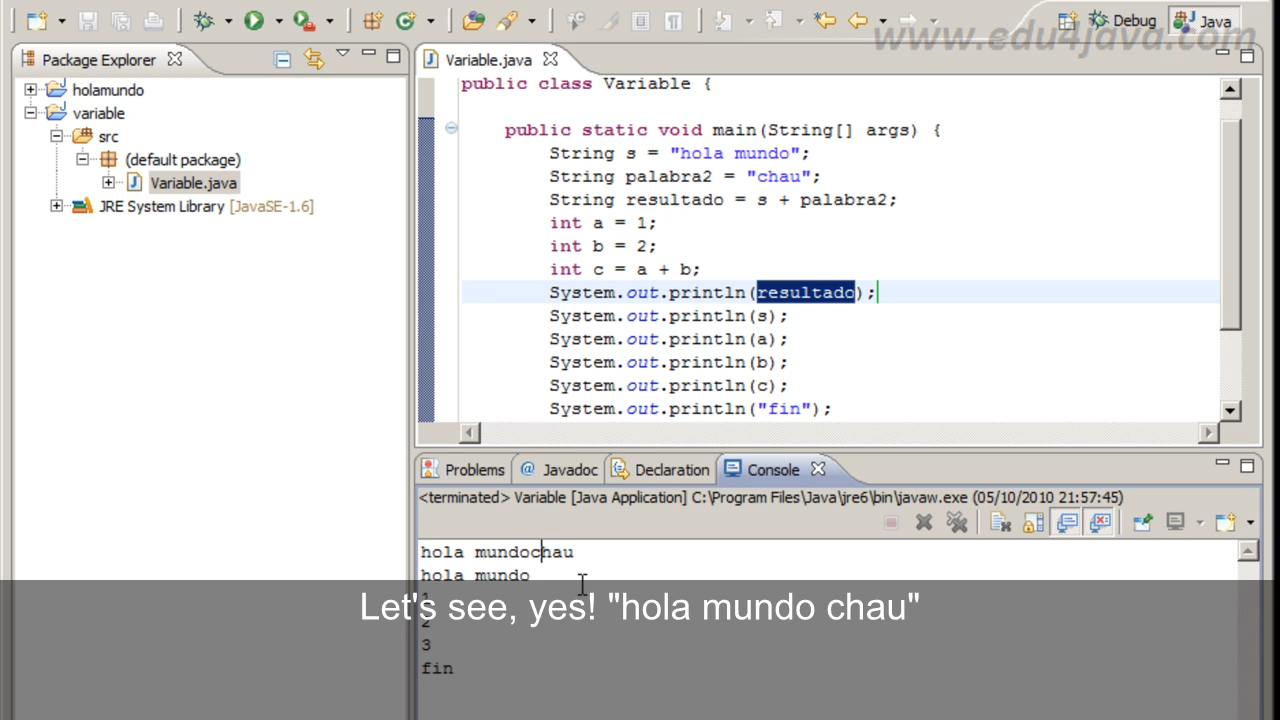 Debug
Java
www.edu4java.com
Package Explorer
holamundo
variable
src
(default package)
Variable.java
JRE System Library [JavaSE-1.6]
Variable.java
public class Variable {
public static void main(String[] args) {
String s = "hola mundo";
String palabra2 = "chau";
String resultado = s + palabra2;
int a = 1;
int b = 2;
int c = a + b;
System.out.println(resultado);
System.out.println(s);
System.out.println(a);
System.out.println(b);
System.out.println(c);
System.out.println("fin");
Problems
@ Javadoc
Declaration
Console
<terminated> Variable [Java Application] C:\Program Files\Java\jre6\bin\javaw.exe (05/10/2010 21:57:45)
hola mundochau
hola mundo
1
Let's see, yes! "hola mundo chau"
2
3
fin